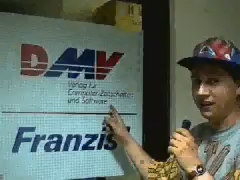 DMV
Verlag für
Computer Zeitschriften
und Software
Franzis